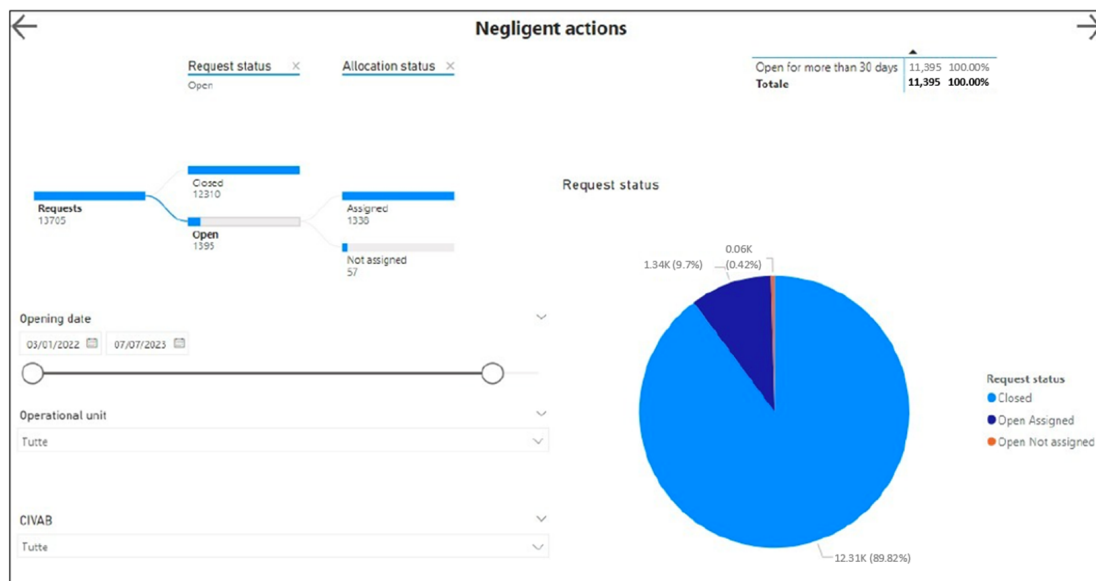 Negligent actions
Request status ×
Allocation status ×
Open
Open for more than 30 days 11,395 100.00%
Totale 11,395 100.00%
Closed
12310
Requests
13705
Open
1395
Assigned
1338
Not assigned
57
Request status
0.06K
(0.42%)
1.34K (9.7%)
Opening date
03/01/2022 07/07/2023
Operational unit
Tutte
Request status
Closed
Open Assigned
Open Not assigned
CIVAB
Tutte
12.31K (89.82%)